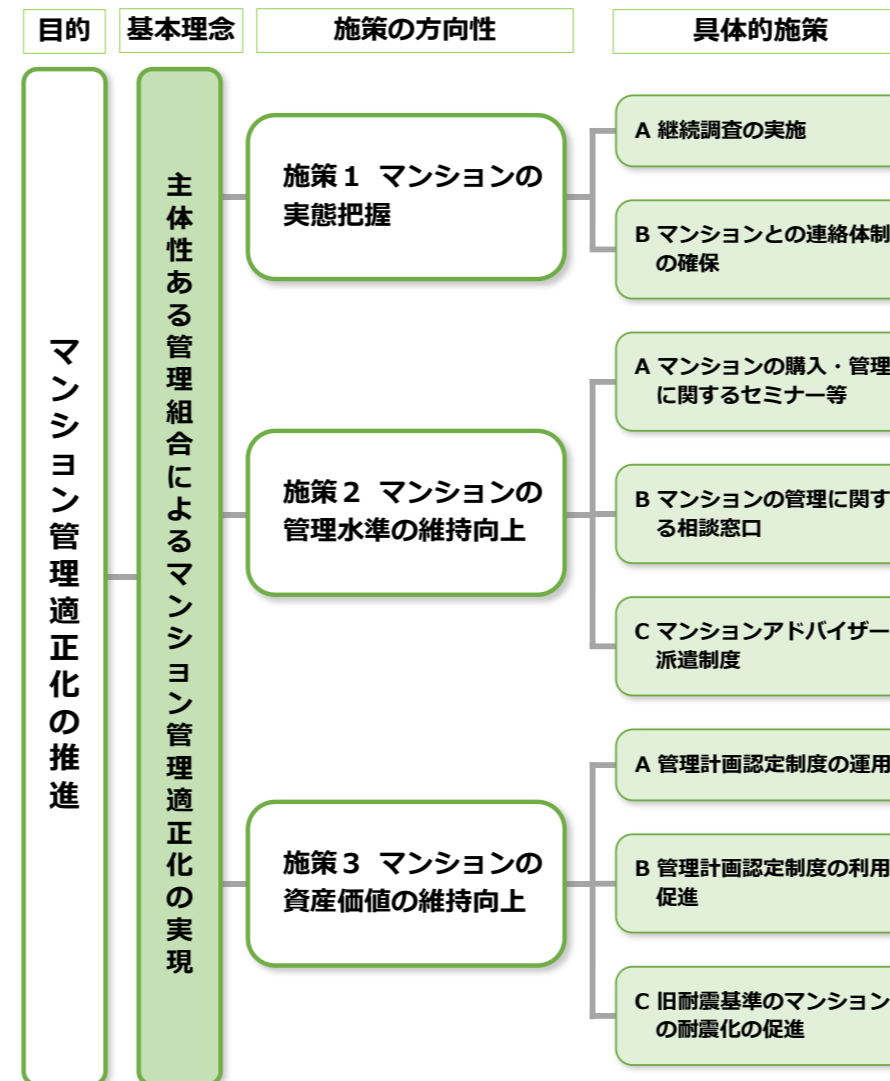 目的
基本理念
施策の方向性
具体的施策
マンション管理適正化の推進
主体性ある管理組合によるマンション管理適正化の実現
施策１ マンションの
実態把握
A 継続調査の実施
B マンションとの連絡体制
の確保
施策２ マンションの
管理水準の維持向上
A マンションの購入・管理
に関するセミナー等
B マンションの管理に関す
る相談窓口
C マンションアドバイザー
派遣制度
施策３ マンションの
資産価値の維持向上
A 管理計画認定制度の運用
B 管理計画認定制度の利用
促進
C 旧耐震基準のマンション
の耐震化の促進